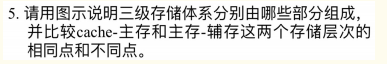 5. 请用图示说明三级存储体系分别由哪些部分组成，
并比较cache-主存和主存-辅存这两个存储层次的
相同点和不同点。